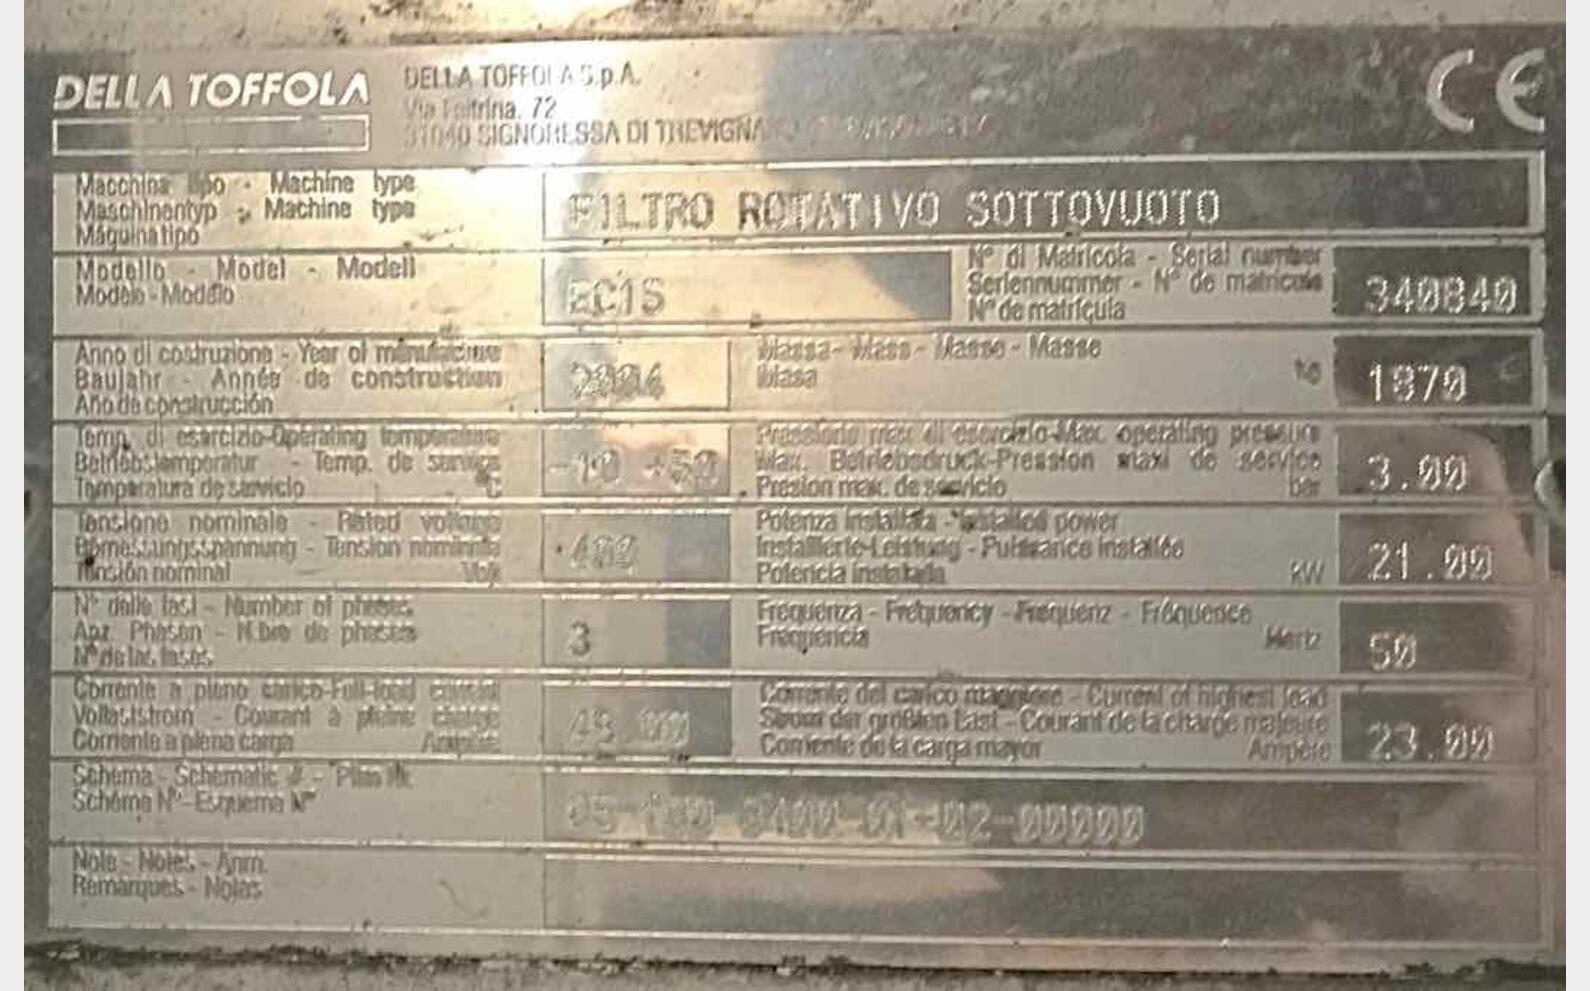 DELLA TOFFOLA
DELLA TOFFOLA S.p.A.
Via Feltrina, 72
31040 SIGNORESSA DI TREVIGNANO
CE
Macchina tipo - Machine type
Maschinentyp - Machine type
Máquina tipo
FILTRO ROTATIVO SOTTOVUOTO
Modello - Model - Modell
Modèle - Modélo
EC1S
N° di Matricola - Serial number
Seriennummer - N° de matricule
N° de matrícula
340840
Anno di costruzione - Year of manufacture
Baujahr - Année de construction
Año de construcción
2004
Massa - Mass - Masse - Masse
Masa
kg
1870
Temp. di esercizio-Operating temperature
Betriebstemperatur - Temp. de service
Temperatura de servicio °C
-10 +50
Pressione max di esercizio-Max. operating pressure
Max. Betriebsdruck-Pression maxi de service
Presion max. de servicio bar
3.00
Tensione nominale - Rated voltage
Bemessungsspannung - Tension nominale
Tensión nominal Volt
400
Potenza installata - Installed power
Installierte-Leistung - Puissance installée
Potencia instalada kW
21.00
N° delle fasi - Number of phases
Anz. Phasen - N.bre de phases
N° de las fases
3
Frequenza - Frequency - Frequenz - Fréquence
Frequencia Hertz
50
Corrente a pieno carico-Full-load current
Vollaststrom - Courant à pleine charge
Corriente a plena carga Ampère
Corrente del carico maggiore - Current of highest load
Strom der größten Last - Courant de la charge majeure
Corriente de la carga mayor Ampère
23.00
Schema - Schematic # - Plan Nr.
Schéma N° - Esquema N°
Note - Notes - Anm.
Remarques - Notas